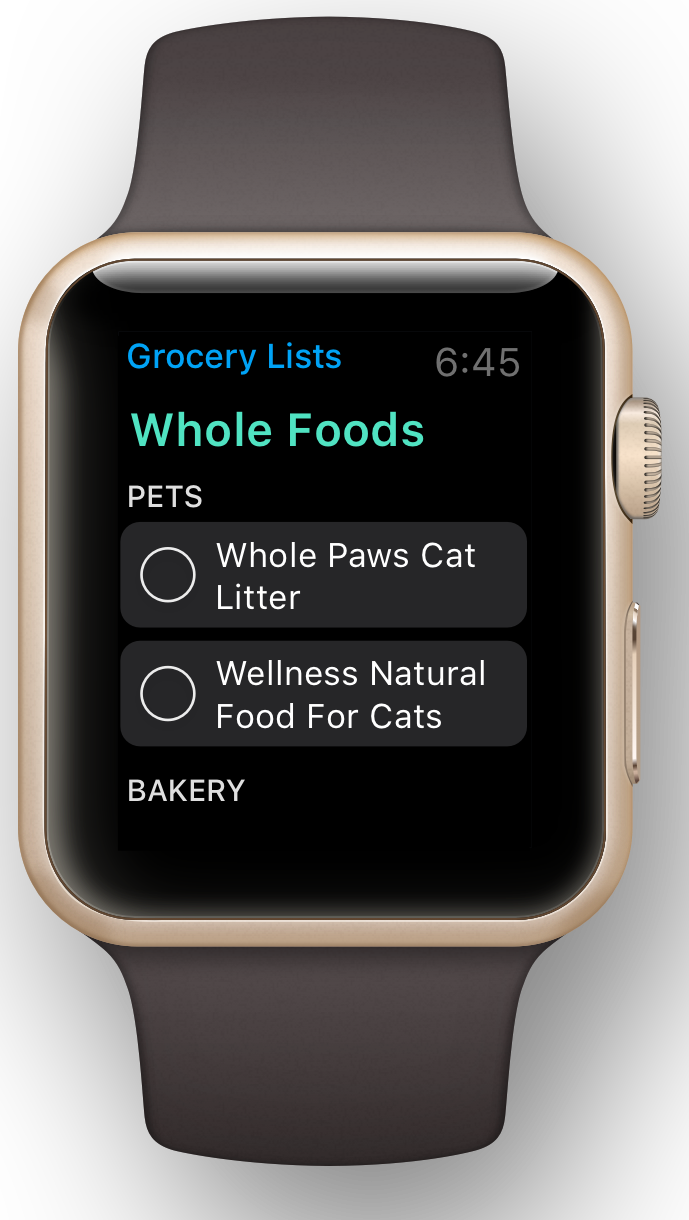 Grocery Lists
6:45
Whole Foods
PETS
Whole Paws Cat
Litter
Wellness Natural
Food For Cats
BAKERY